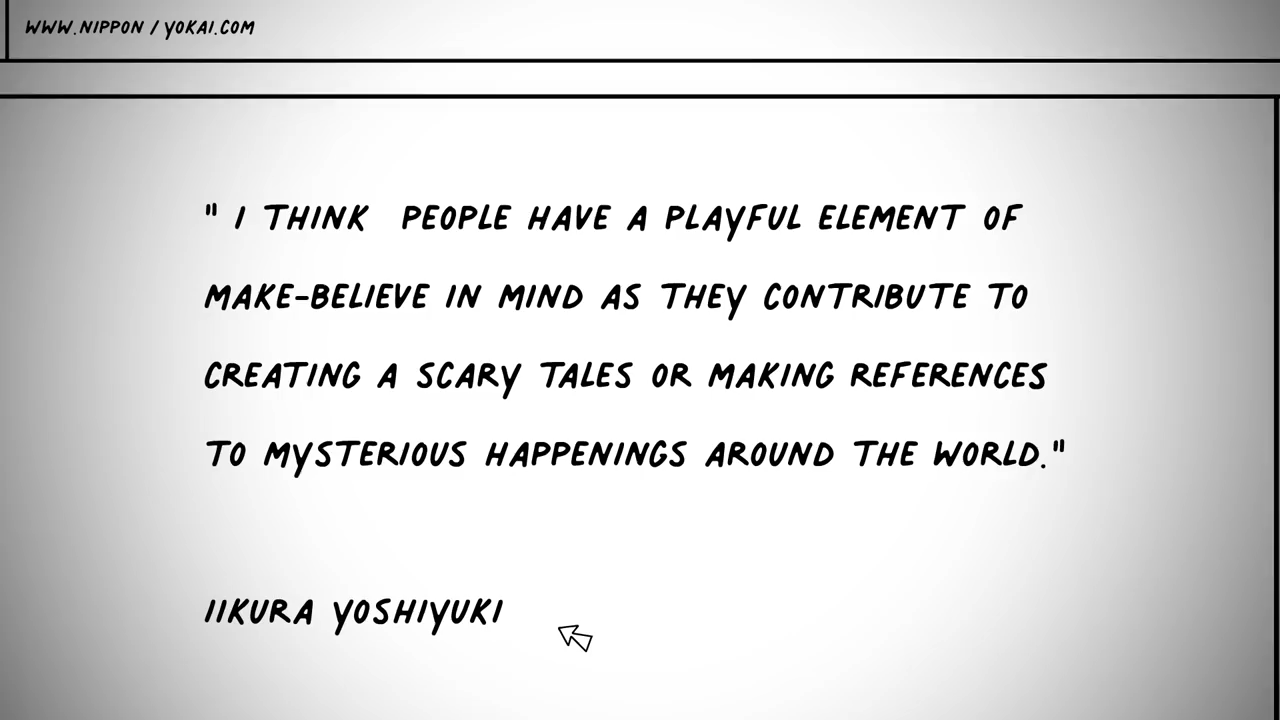 WWW.NIPPON / YOKAI.COM
" I THINK PEOPLE HAVE A PLAYFUL ELEMENT OF
MAKE-BELIEVE IN MIND AS THEY CONTRIBUTE TO
CREATING A SCARY TALES OR MAKING REFERENCES
TO MYSTERIOUS HAPPENINGS AROUND THE WORLD."
IIKURA YOSHIYUKI